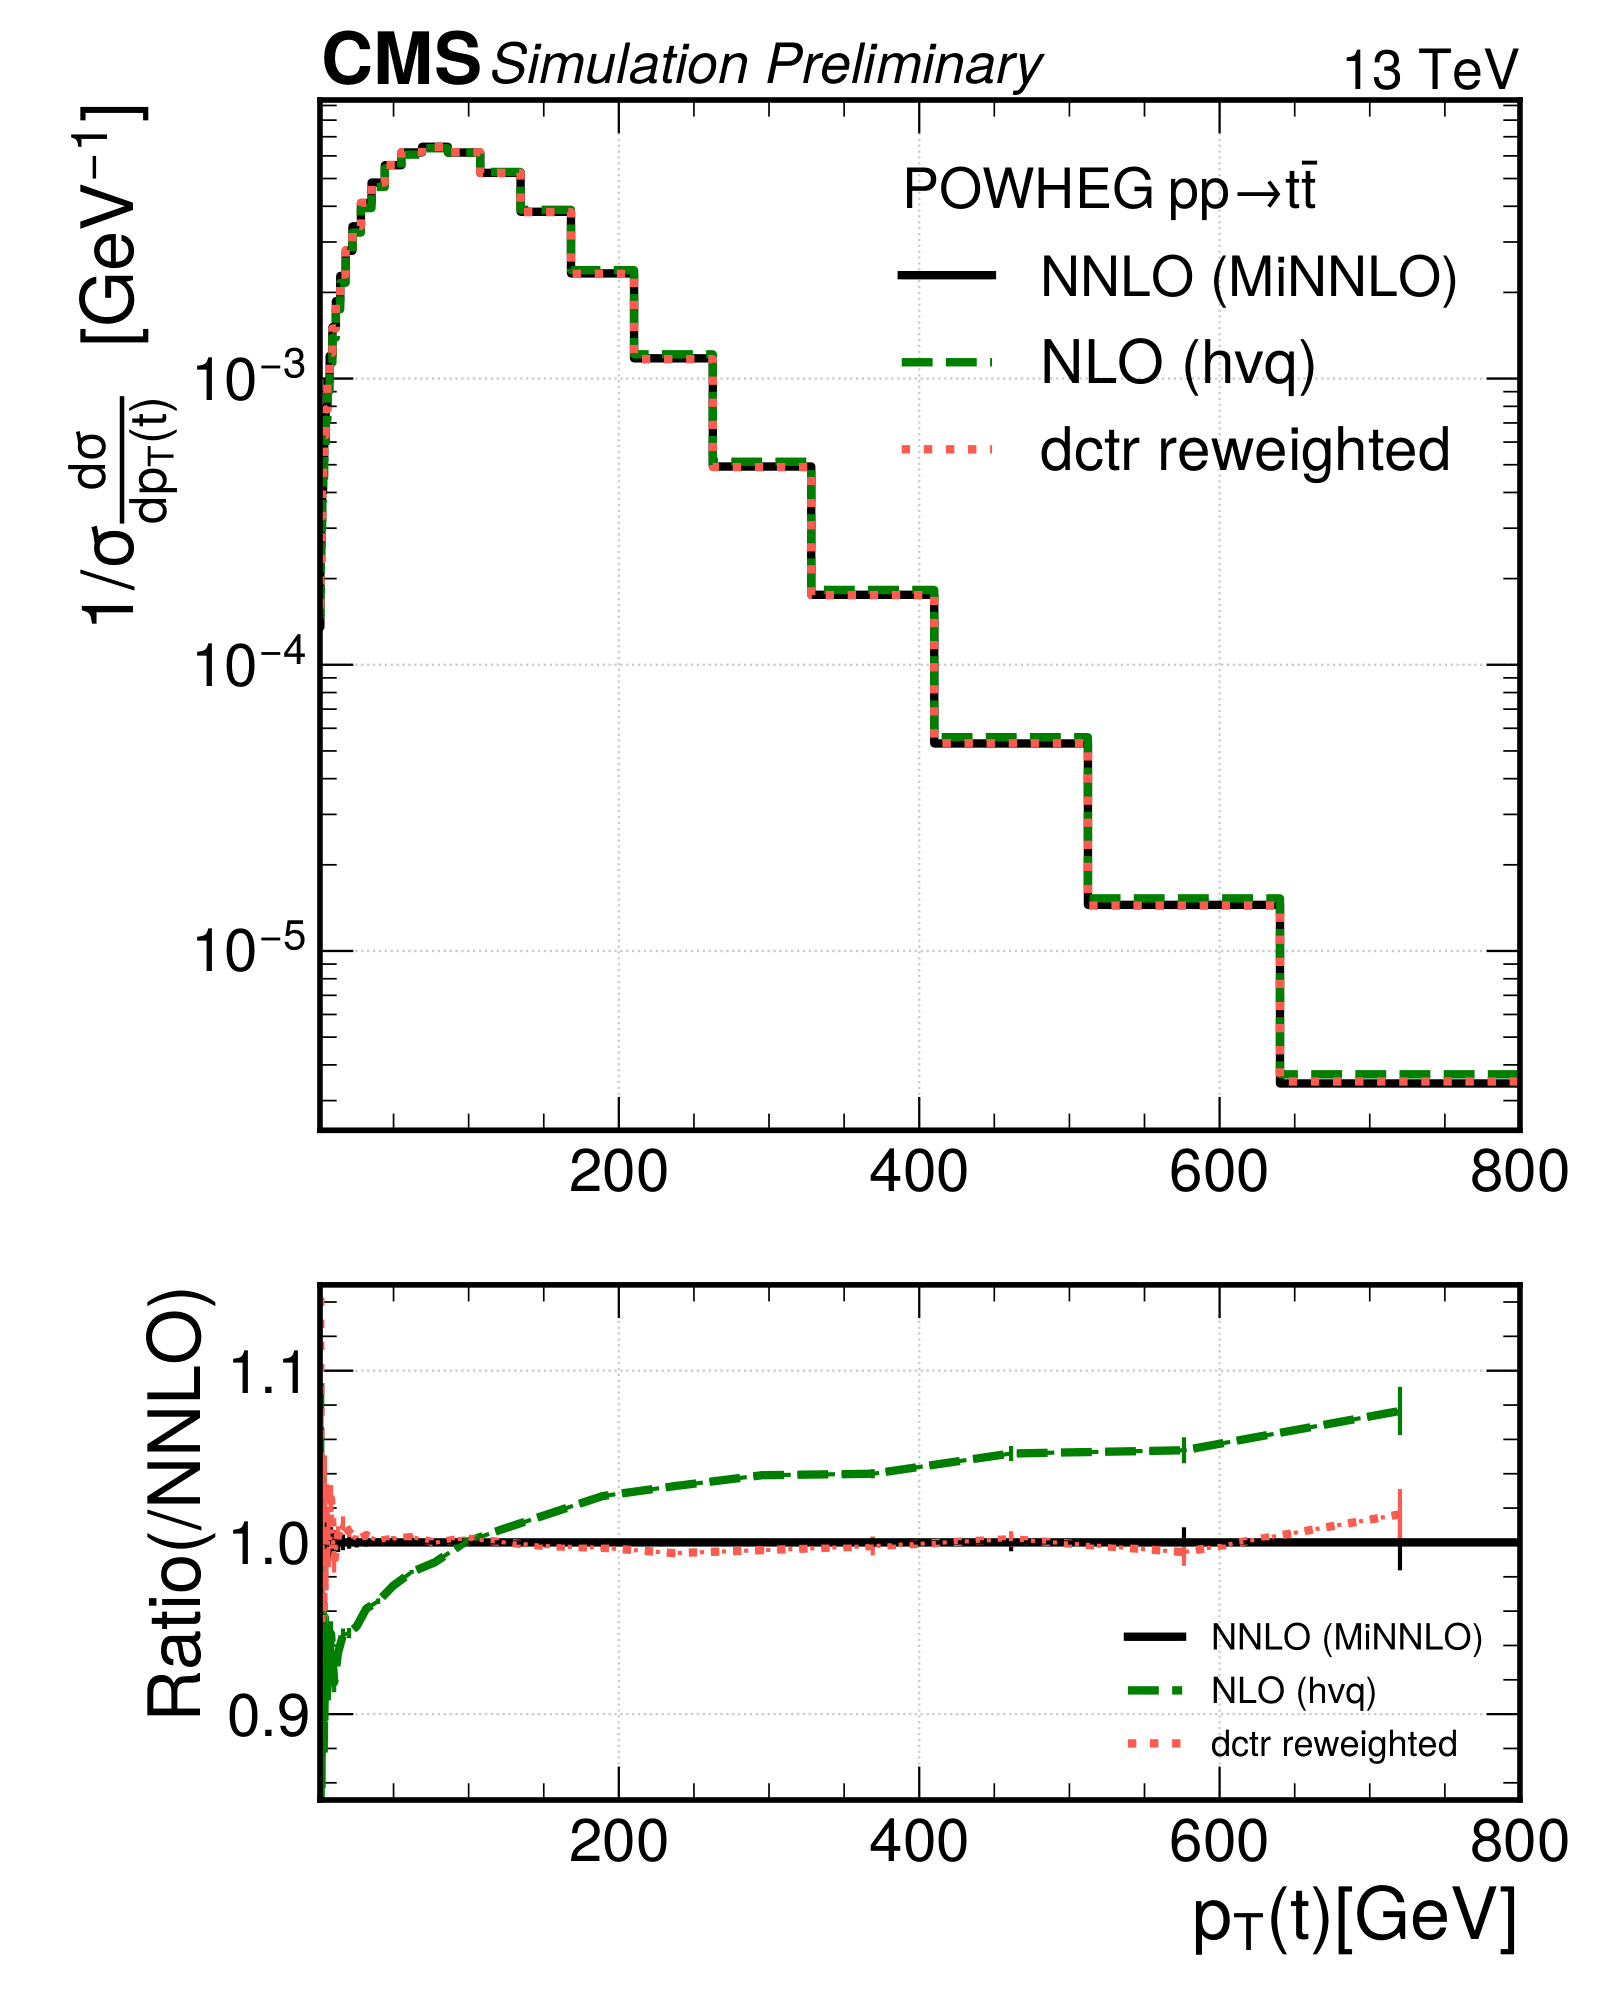 CMS Simulation Preliminary 13 TeV
1/σ dσ/dp_T(t) [GeV⁻¹]
POWHEG pp→tt̄
NNLO (MiNNLO)
NLO (hvq)
dctr reweighted
10⁻³
10⁻⁴
10⁻⁵
200 400 600 800
Ratio(/NNLO)
1.1
1.0
0.9
NNLO (MiNNLO)
NLO (hvq)
dctr reweighted
200 400 600 800
p_T(t)[GeV]